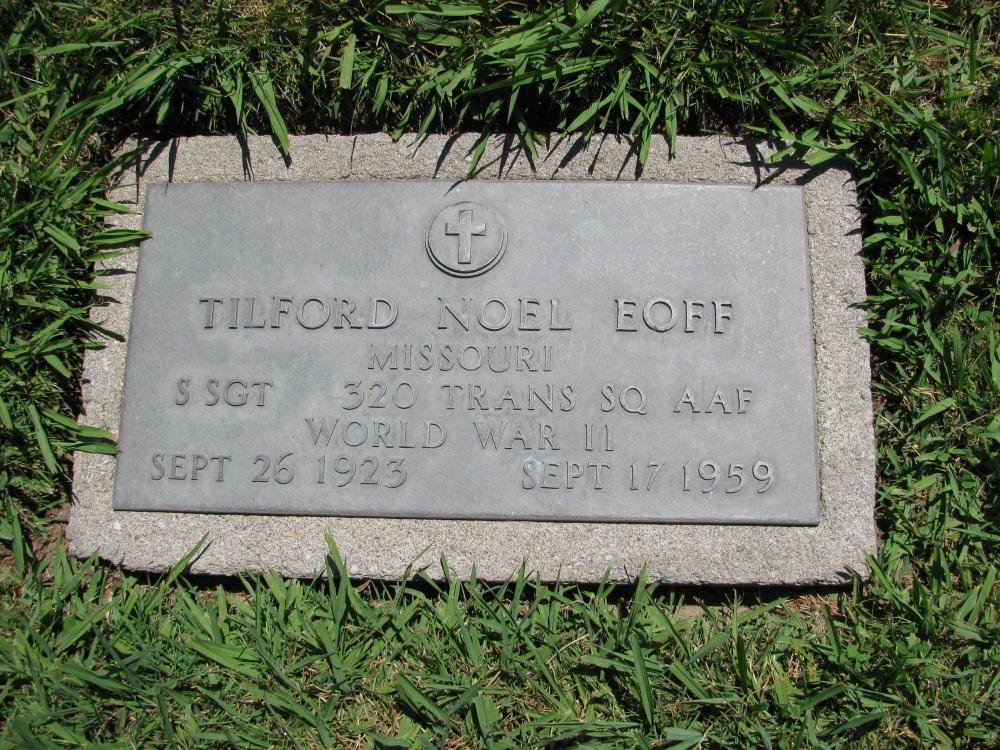 TILFORD NOEL EOFF
MISSOURI
S SGT 320 TRANS SQ AAF
WORLD WAR II
SEPT 26 1923 SEPT 17 1959